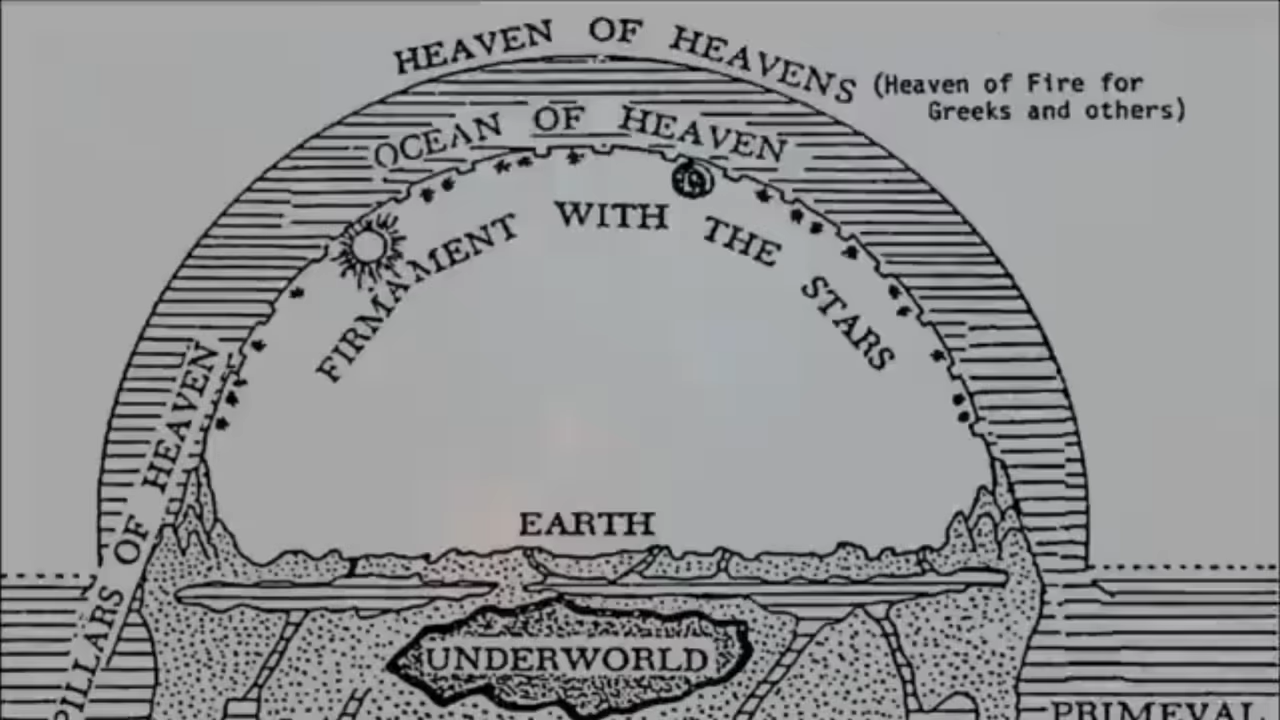 HEAVEN OF HEAVENS
(Heaven of Fire for
Greeks and others)
OCEAN OF HEAVEN
FIRMAMENT WITH THE STARS
PILLARS OF HEAVEN
EARTH
UNDERWORLD
PRIMEVAL